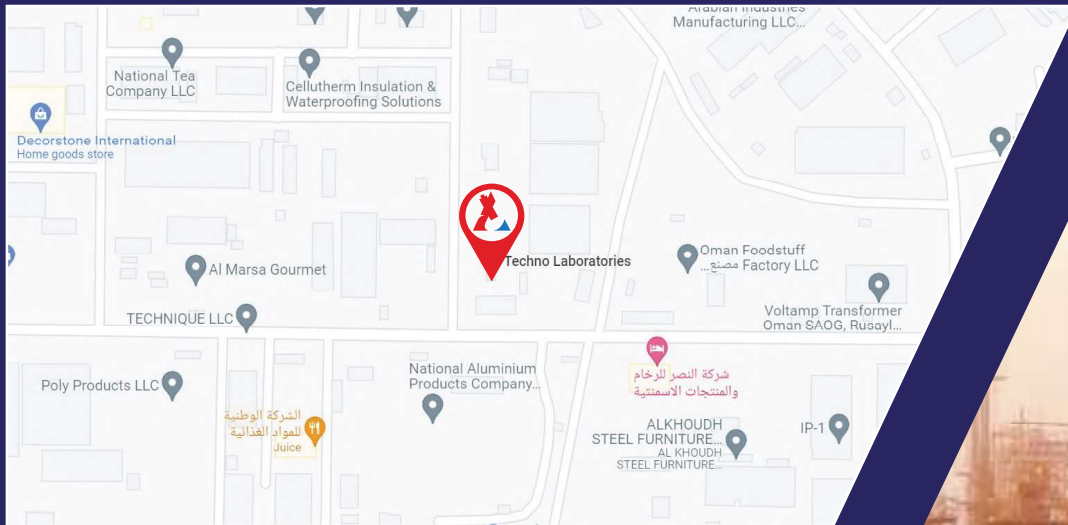 Arabian Industries
Manufacturing LLC...
National Tea
Company LLC
Cellutherm Insulation &
Waterproofing Solutions
Decorstone International
Home goods store
Techno Laboratories
Oman Foodstuff
مصنع... Factory LLC
Al Marsa Gourmet
Voltamp Transformer
Oman SAOG, Rusayl...
TECHNIQUE LLC
National Aluminium
Products Company...
شركة النصر للرخام
والمنتجات الاسمنتية
Poly Products LLC
الشركة الوطنية
للمواد الغذائية
Juice
ALKHOUDH
STEEL FURNITURE...
AL KHOUDH
STEEL FURNITURE...
IP-1